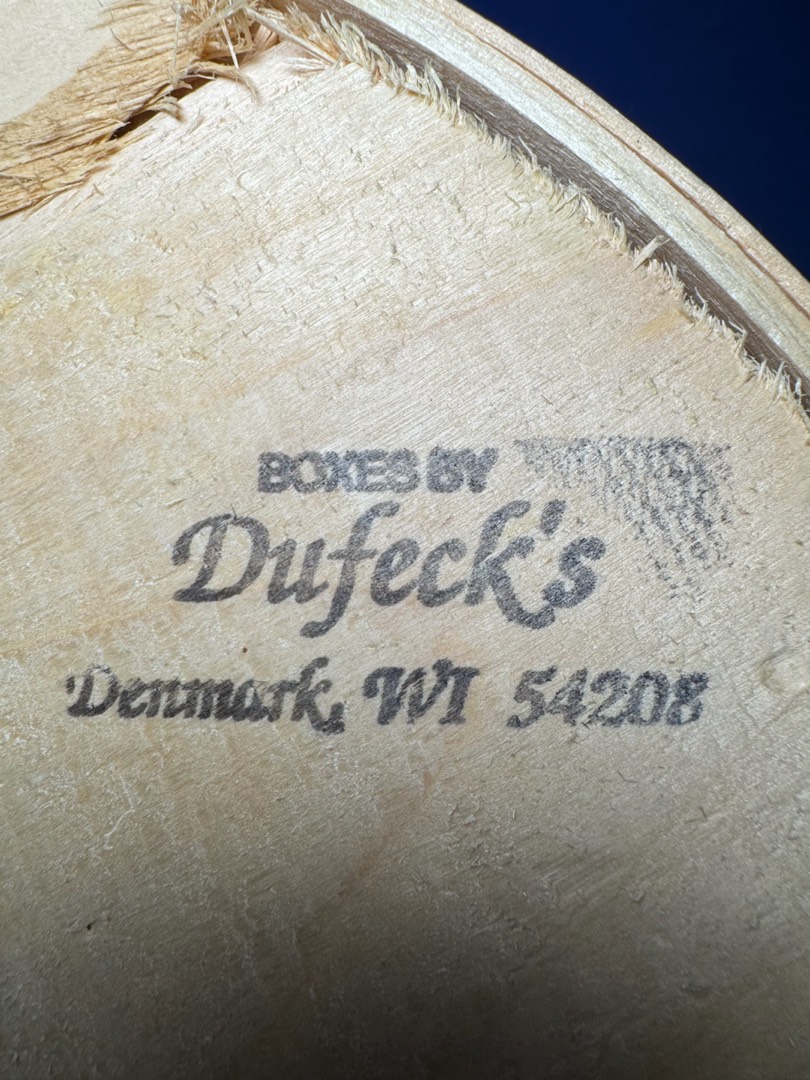 BOXES BY
Dufeck's
Denmark, WI 54208